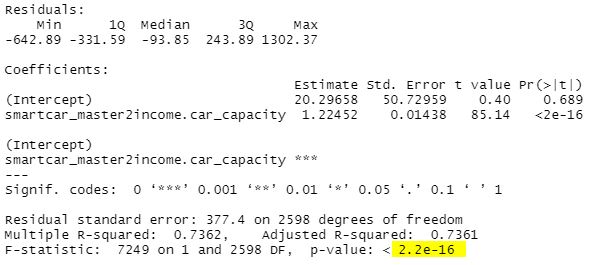 Residuals:
    Min      1Q  Median      3Q     Max
-642.89 -331.59  -93.85  243.89 1302.37

Coefficients:
                                Estimate Std. Error t value Pr(>|t|)
(Intercept)                     20.29658   50.72959    0.40    0.689
smartcar_master2income.car_capacity  1.22452    0.01438   85.14   <2e-16

(Intercept)
smartcar_master2income.car_capacity ***
---
Signif. codes:  0 ‘***’ 0.001 ‘**’ 0.01 ‘*’ 0.05 ‘.’ 0.1 ‘ ’ 1

Residual standard error: 377.4 on 2598 degrees of freedom
Multiple R-squared:  0.7362,    Adjusted R-squared:  0.7361
F-statistic:  7249 on 1 and 2598 DF,  p-value: < 2.2e-16